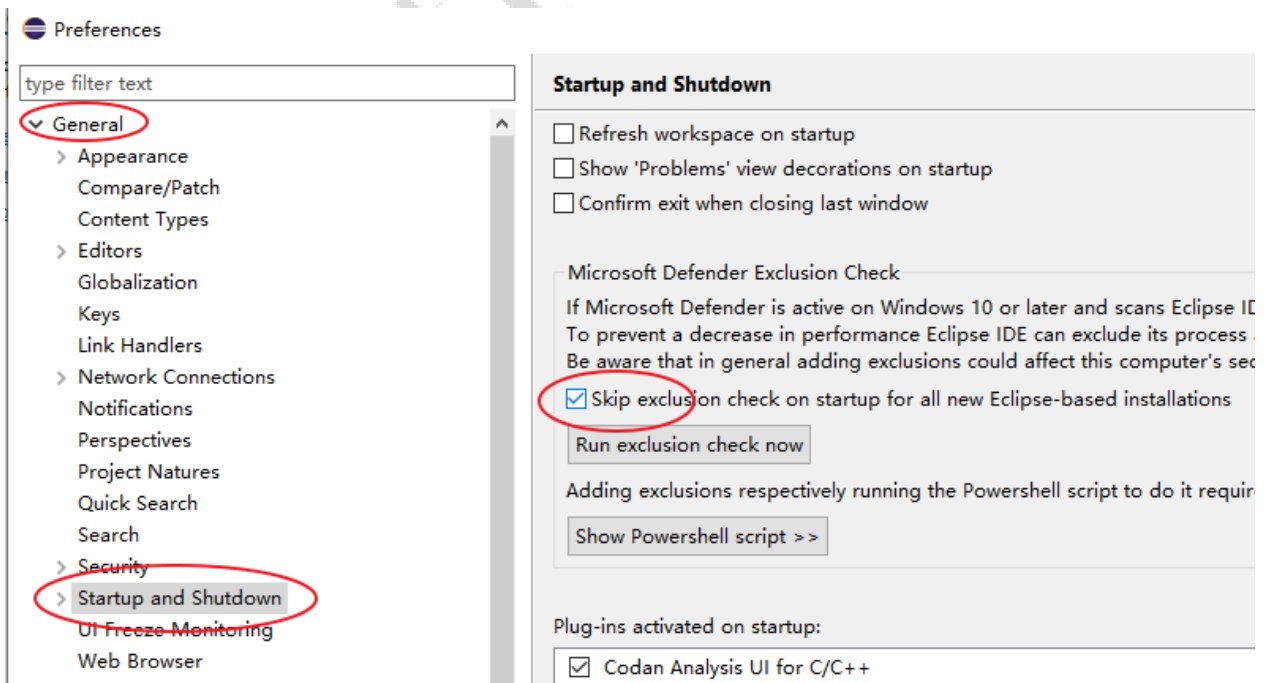 Preferences
type filter text
General
Appearance
Compare/Patch
Content Types
Editors
Globalization
Keys
Link Handlers
Network Connections
Notifications
Perspectives
Project Natures
Quick Search
Search
Security
Startup and Shutdown
UI Freeze Monitoring
Web Browser
Startup and Shutdown
Refresh workspace on startup
Show 'Problems' view decorations on startup
Confirm exit when closing last window
Microsoft Defender Exclusion Check
If Microsoft Defender is active on Windows 10 or later and scans Eclipse
To prevent a decrease in performance Eclipse IDE can exclude its process
Be aware that in general adding exclusions could affect this computer's
Skip exclusion check on startup for all new Eclipse-based installations
Run exclusion check now
Adding exclusions respectively running the Powershell script to do it
Show Powershell script >>
Plug-ins activated on startup:
Codan Analysis UI for C/C++